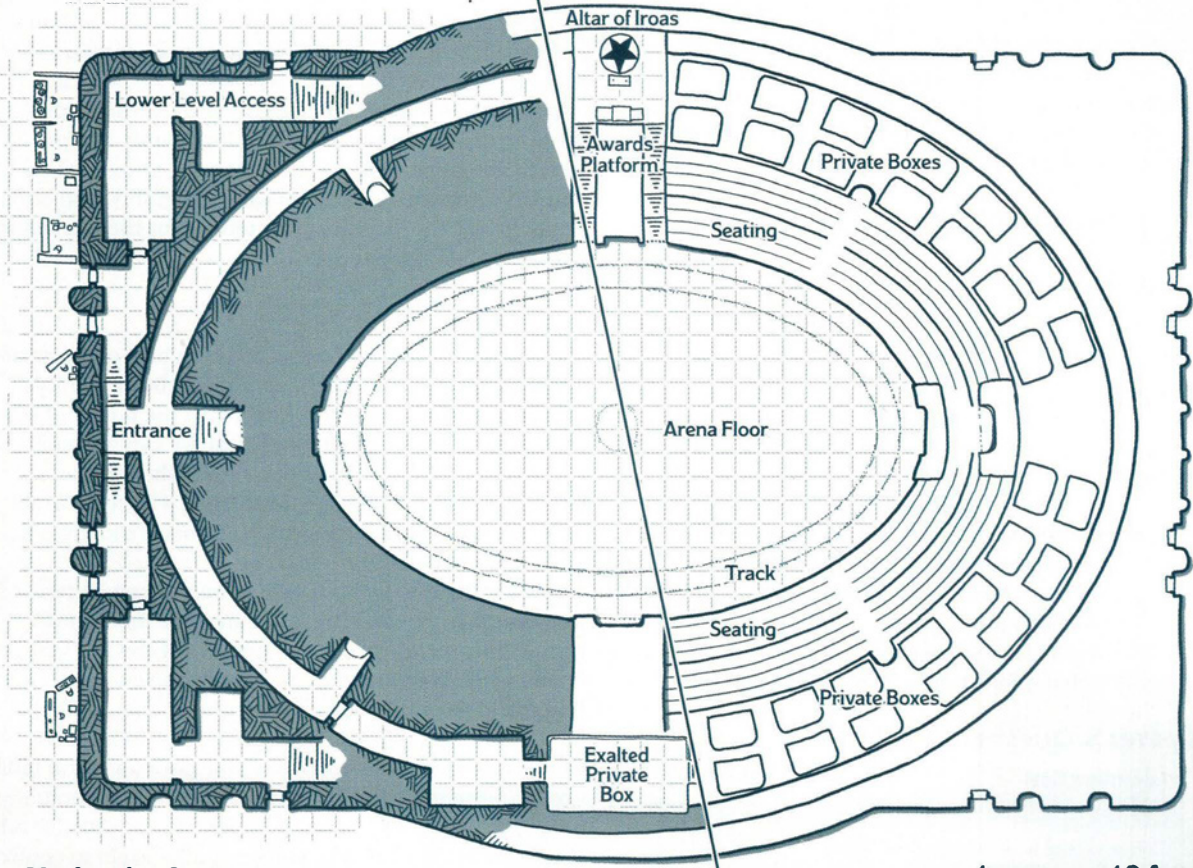 Altar of Iroas
Lower Level Access
Awards
Platform
Private Boxes
Seating
Entrance
Arena Floor
Track
Seating
Private Boxes
Exalted
Private
Box